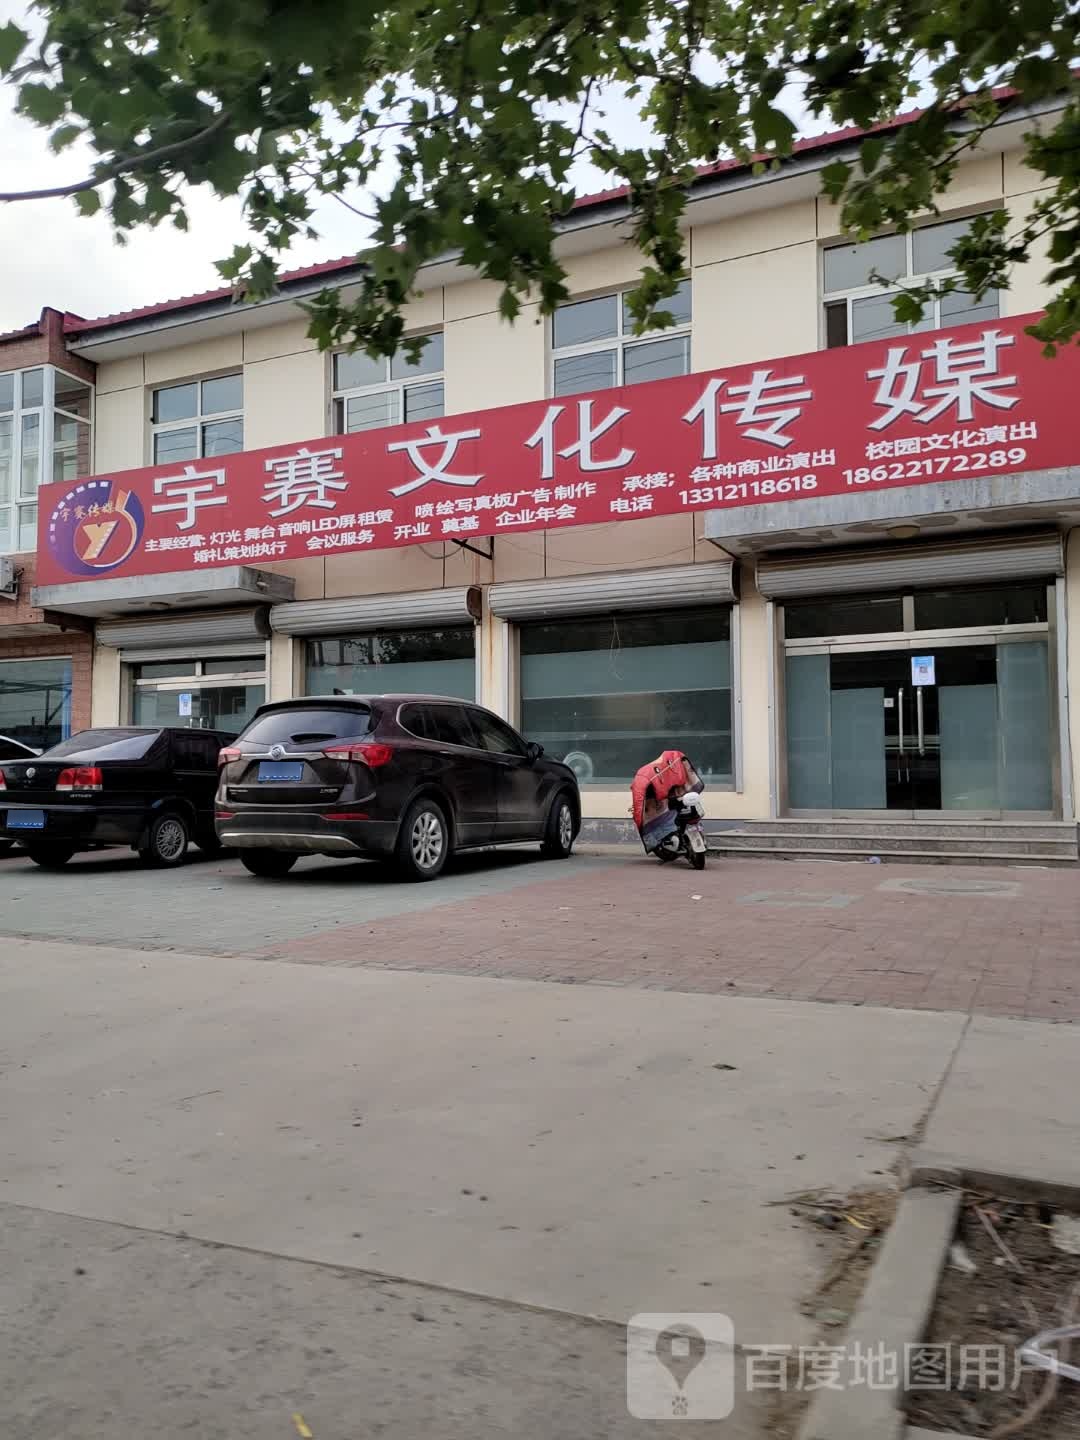 宇赛文化传媒
宇赛传媒
主要经营: 灯光 舞台 音响 LED屏 租赁 喷绘写真板广告制作 承接: 各种商业演出 校园文化演出
婚礼策划执行 会议服务 开业 奠基 企业年会 电话 13312118618 18622172289
百度地图用户